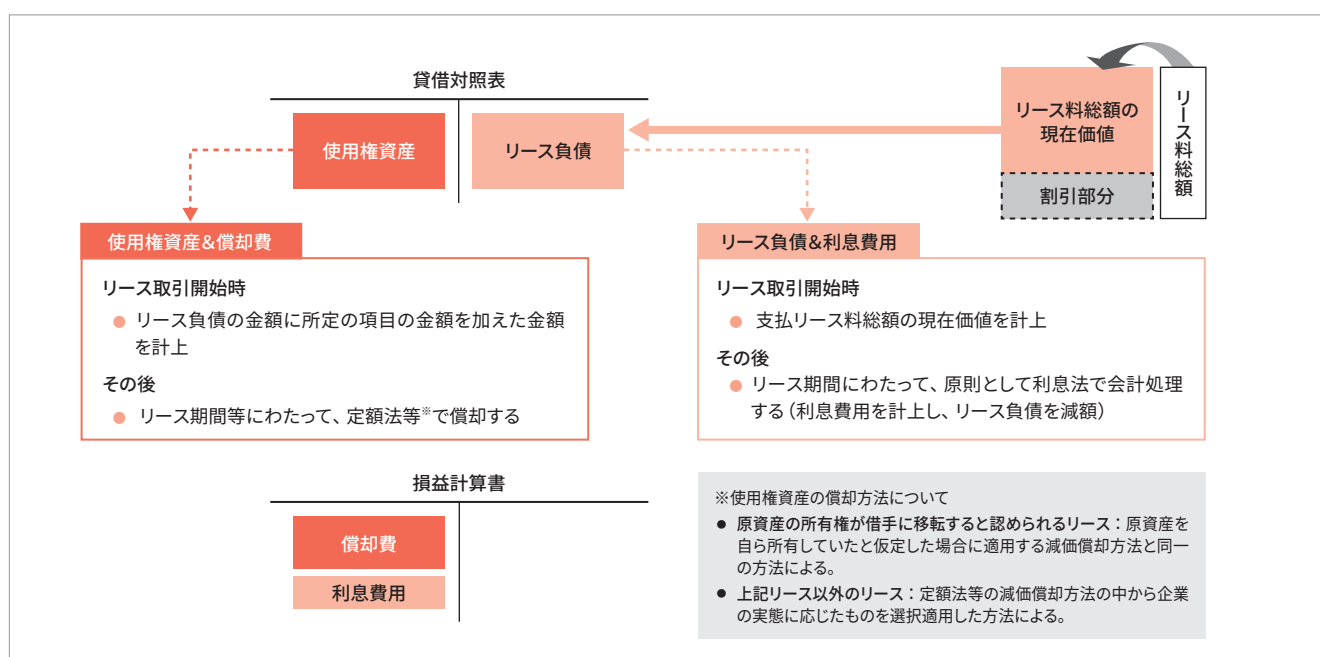 貸借対照表
使用権資産
リース負債
リース料総額の
現在価値
割引部分
リース料総額
使用権資産&償却費
リース取引開始時
● リース負債の金額に所定の項目の金額を加えた金額
を計上
その後
● リース期間等にわたって、定額法等※で償却する
リース負債&利息費用
リース取引開始時
● 支払リース料総額の現在価値を計上
その後
● リース期間にわたって、原則として利息法で会計処理
する（利息費用を計上し、リース負債を減額）
損益計算書
償却費
利息費用
※使用権資産の償却方法について
● 原資産の所有権が借手に移転すると認められるリース：原資産を
自ら所有していたと仮定した場合に適用する減価償却方法と同一
の方法による。
● 上記リース以外のリース：定額法等の減価償却方法の中から企業
の実態に応じたものを選択適用した方法による。